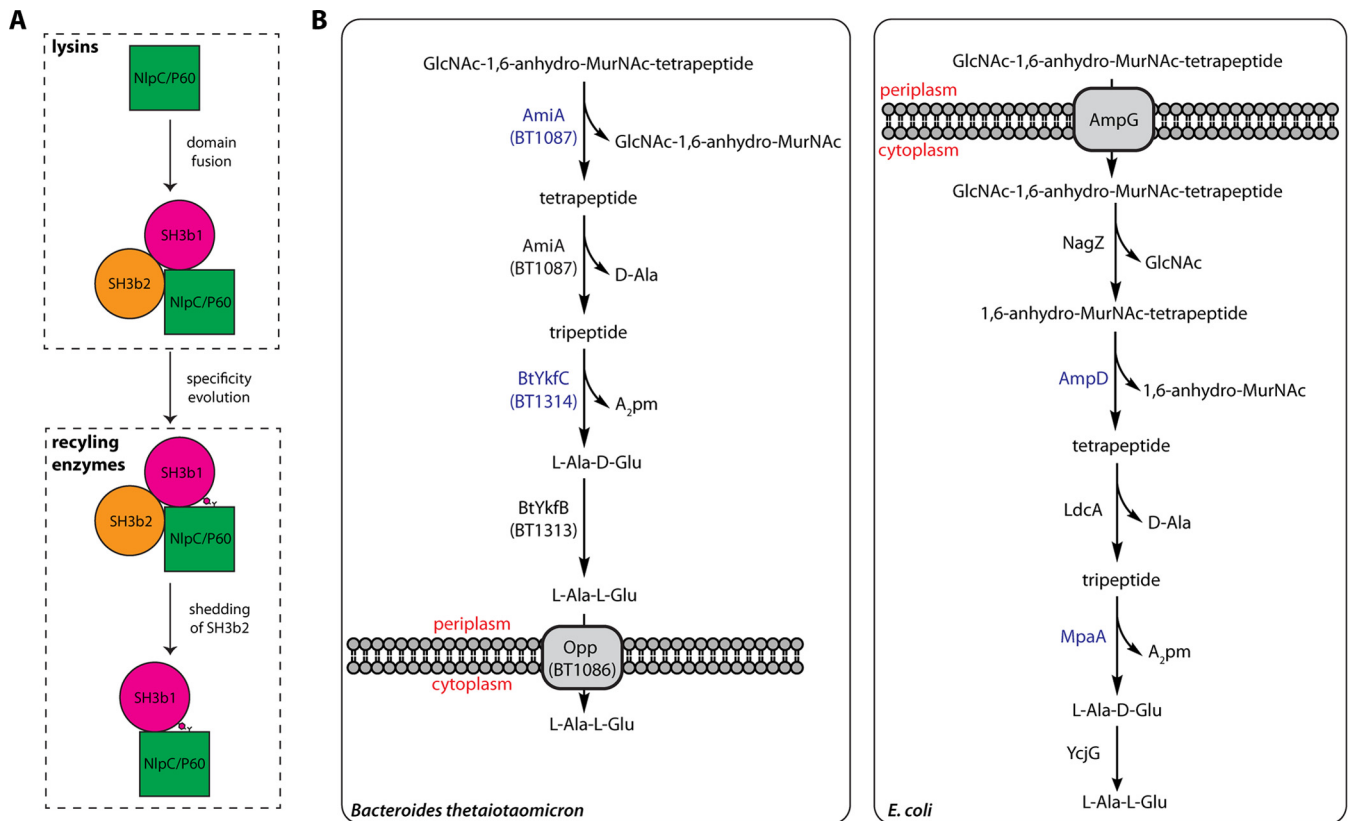 A
lysins
NlpC/P60
domain
fusion
SH3b1
SH3b2
NlpC/P60
specificity
evolution
recyling
enzymes
SH3b1
SH3b2
Y
NlpC/P60
shedding
of SH3b2
SH3b1
Y
NlpC/P60
B
GlcNAc-1,6-anhydro-MurNAc-tetrapeptide
AmiA
(BT1087)
GlcNAc-1,6-anhydro-MurNAc
tetrapeptide
AmiA
(BT1087)
D-Ala
tripeptide
BtYkfC
(BT1314)
A₂pm
L-Ala-D-Glu
BtYkfB
(BT1313)
L-Ala-L-Glu
periplasm
Opp
(BT1086)
cytoplasm
L-Ala-L-Glu
Bacteroides thetaiotaomicron
GlcNAc-1,6-anhydro-MurNAc-tetrapeptide
periplasm
AmpG
cytoplasm
GlcNAc-1,6-anhydro-MurNAc-tetrapeptide
NagZ
GlcNAc
1,6-anhydro-MurNAc-tetrapeptide
AmpD
1,6-anhydro-MurNAc
tetrapeptide
LdcA
D-Ala
tripeptide
MpaA
A₂pm
L-Ala-D-Glu
YcjG
L-Ala-L-Glu
E. coli